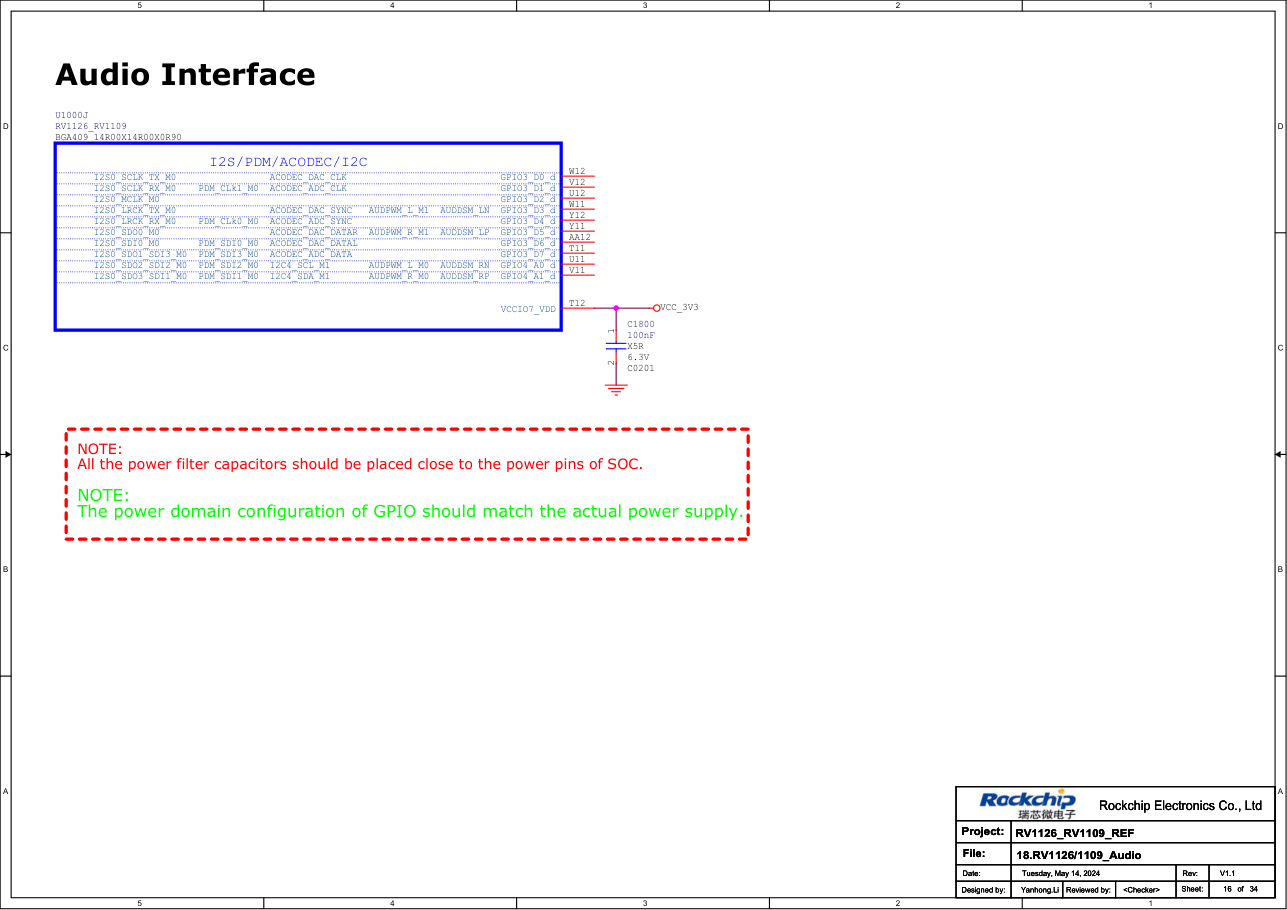 5 4 3 2 1
Audio Interface
U1000J
RV1126_RV1109
BGA409_14R00X14R00X0R90
D D
I2S/PDM/ACODEC/I2C
I2S0_SCLK_TX_M0 ACODEC_DAC_CLK GPIO3_D0_d W12
I2S0_SCLK_RX_M0 PDM_CLk1_M0 ACODEC_ADC_CLK GPIO3_D1_d V12
I2S0_MCLK_M0 GPIO3_D2_d U12
I2S0_LRCK_TX_M0 ACODEC_DAC_SYNC AUDPWM_L_M1 AUDDSM_LN GPIO3_D3_d W11
I2S0_LRCK_RX_M0 PDM_CLk0_M0 ACODEC_ADC_SYNC GPIO3_D4_d Y12
I2S0_SDO0_M0 ACODEC_DAC_DATAR AUDPWM_R_M1 AUDDSM_LP GPIO3_D5_d Y11
I2S0_SDI0_M0 PDM_SDI0_M0 ACODEC_DAC_DATAL GPIO3_D6_d AA12
I2S0_SDO1_SDI3_M0 PDM_SDI3_M0 ACODEC_ADC_DATA GPIO3_D7_d T11
I2S0_SDO2_SDI2_M0 PDM_SDI2_M0 I2C4_SCL_M1 AUDPWM_L_M0 AUDDSM_RN GPIO4_A0_d U11
I2S0_SDO3_SDI1_M0 PDM_SDI1_M0 I2C4_SDA_M1 AUDPWM_R_M0 AUDDSM_RP GPIO4_A1_d V11
VCCIO7_VDD T12 VCC_3V3
C1800
1 100nF
C X5R C
2 6.3V
C0201
NOTE:
All the power filter capacitors should be placed close to the power pins of SOC.
NOTE:
The power domain configuration of GPIO should match the actual power supply.
B B
A A
Rockchip
瑞芯微电子
Rockchip Electronics Co., Ltd
Project: RV1126_RV1109_REF
File: 18.RV1126/1109_Audio
Date: Tuesday, May 14, 2024 Rev: V1.1
Designed by: Yanhong.Li Reviewed by: <Checker> Sheet: 16 of 34
5 4 3 2 1